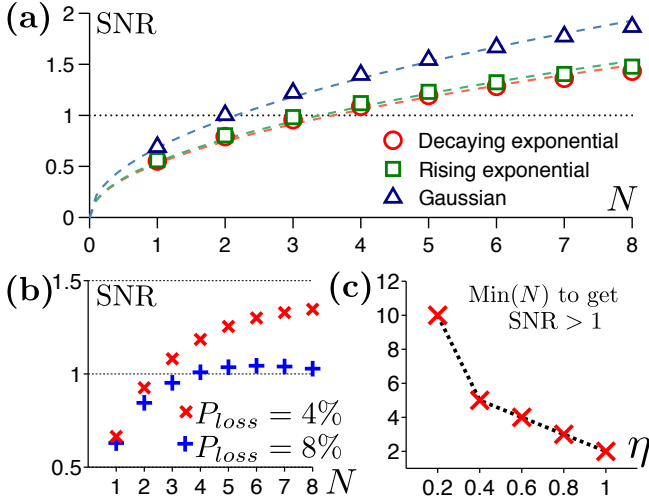 (a) SNR
2
1.5
1
0.5
0
0 1 2 3 4 5 6 7 8
N
Decaying exponential
Rising exponential
Gaussian
(b) SNR
1.5
1
0.5
P_loss = 4%
P_loss = 8%
1 2 3 4 5 6 7 8 N
(c) Min(N) to get
SNR > 1
12
10
8
6
4
2
0.2 0.4 0.6 0.8 1
η